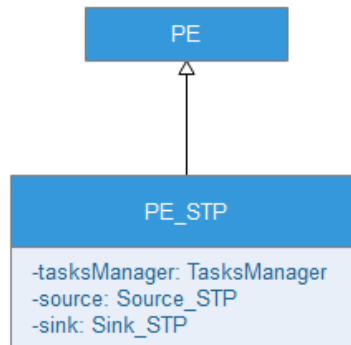 PE
PE_STP
-tasksManager: TasksManager
-source: Source_STP
-sink: Sink_STP